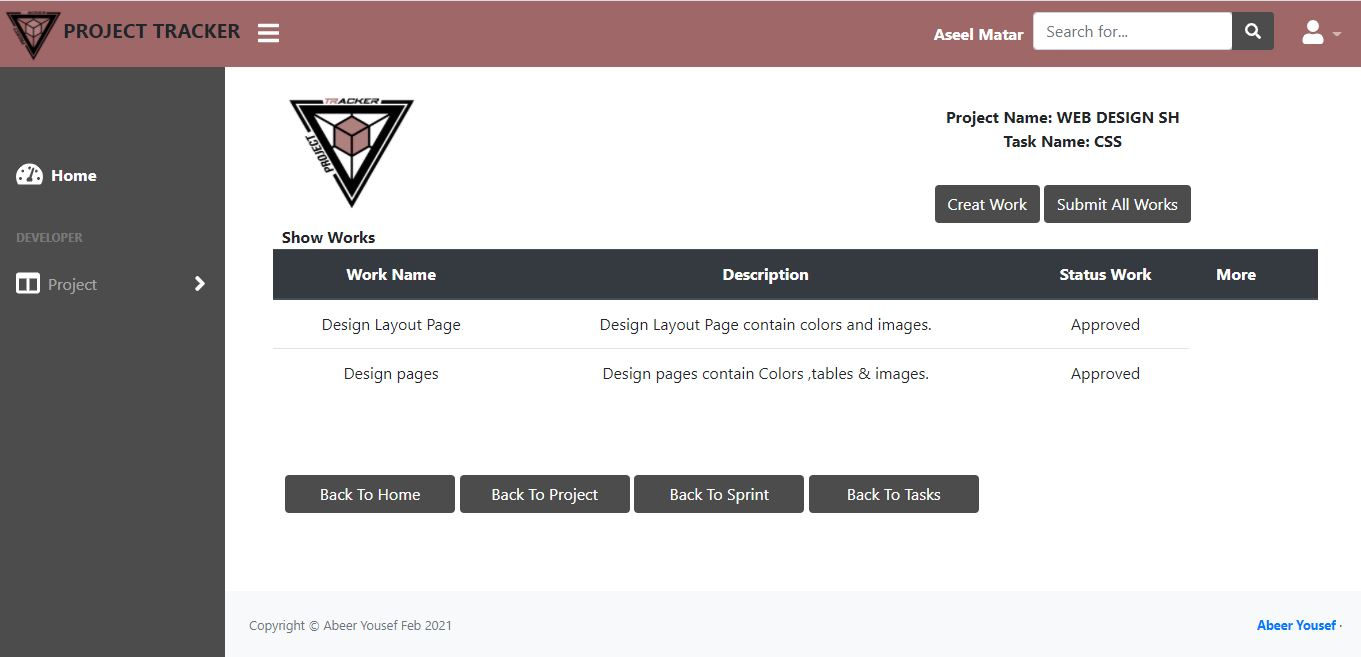 PROJECT TRACKER
Aseel Matar
Search for...
TRACKER
PROJECT
Project Name: WEB DESIGN SH
Task Name: CSS
Home
Creat Work
Submit All Works
DEVELOPER
Show Works
Project
Work Name Description Status Work More
Design Layout Page Design Layout Page contain colors and images. Approved
Design pages Design pages contain Colors ,tables & images. Approved
Back To Home
Back To Project
Back To Sprint
Back To Tasks
Copyright © Abeer Yousef Feb 2021
Abeer Yousef ·